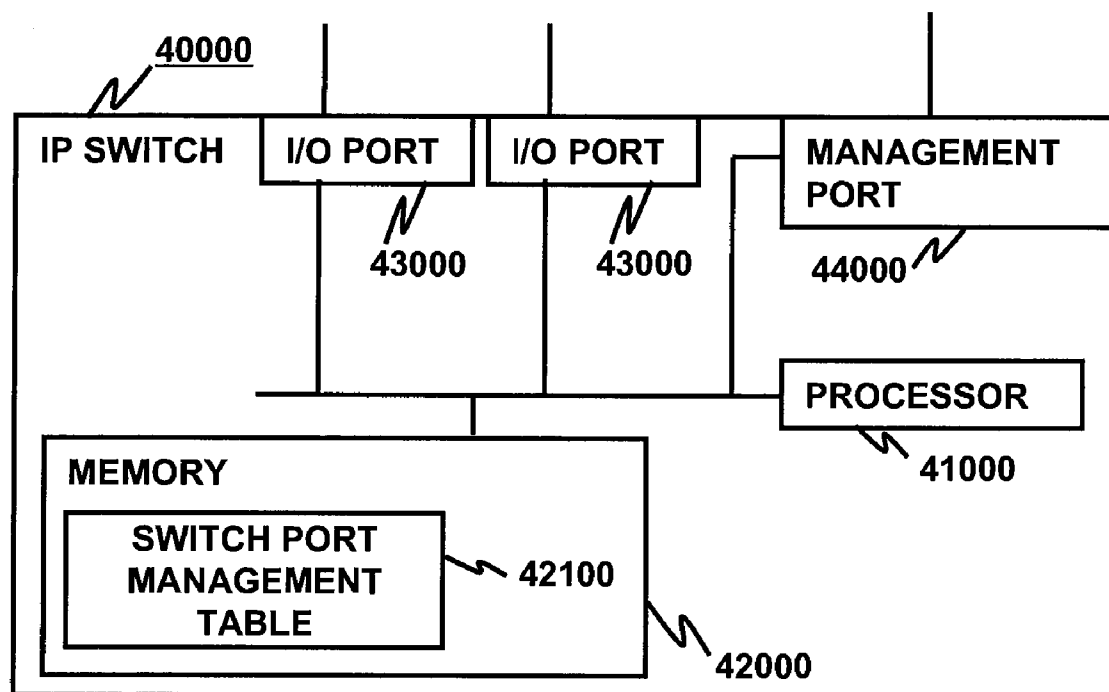 40000
IP SWITCH
I/O PORT
I/O PORT
MANAGEMENT
PORT
43000
43000
44000
PROCESSOR
41000
MEMORY
SWITCH PORT
MANAGEMENT
TABLE
42100
42000